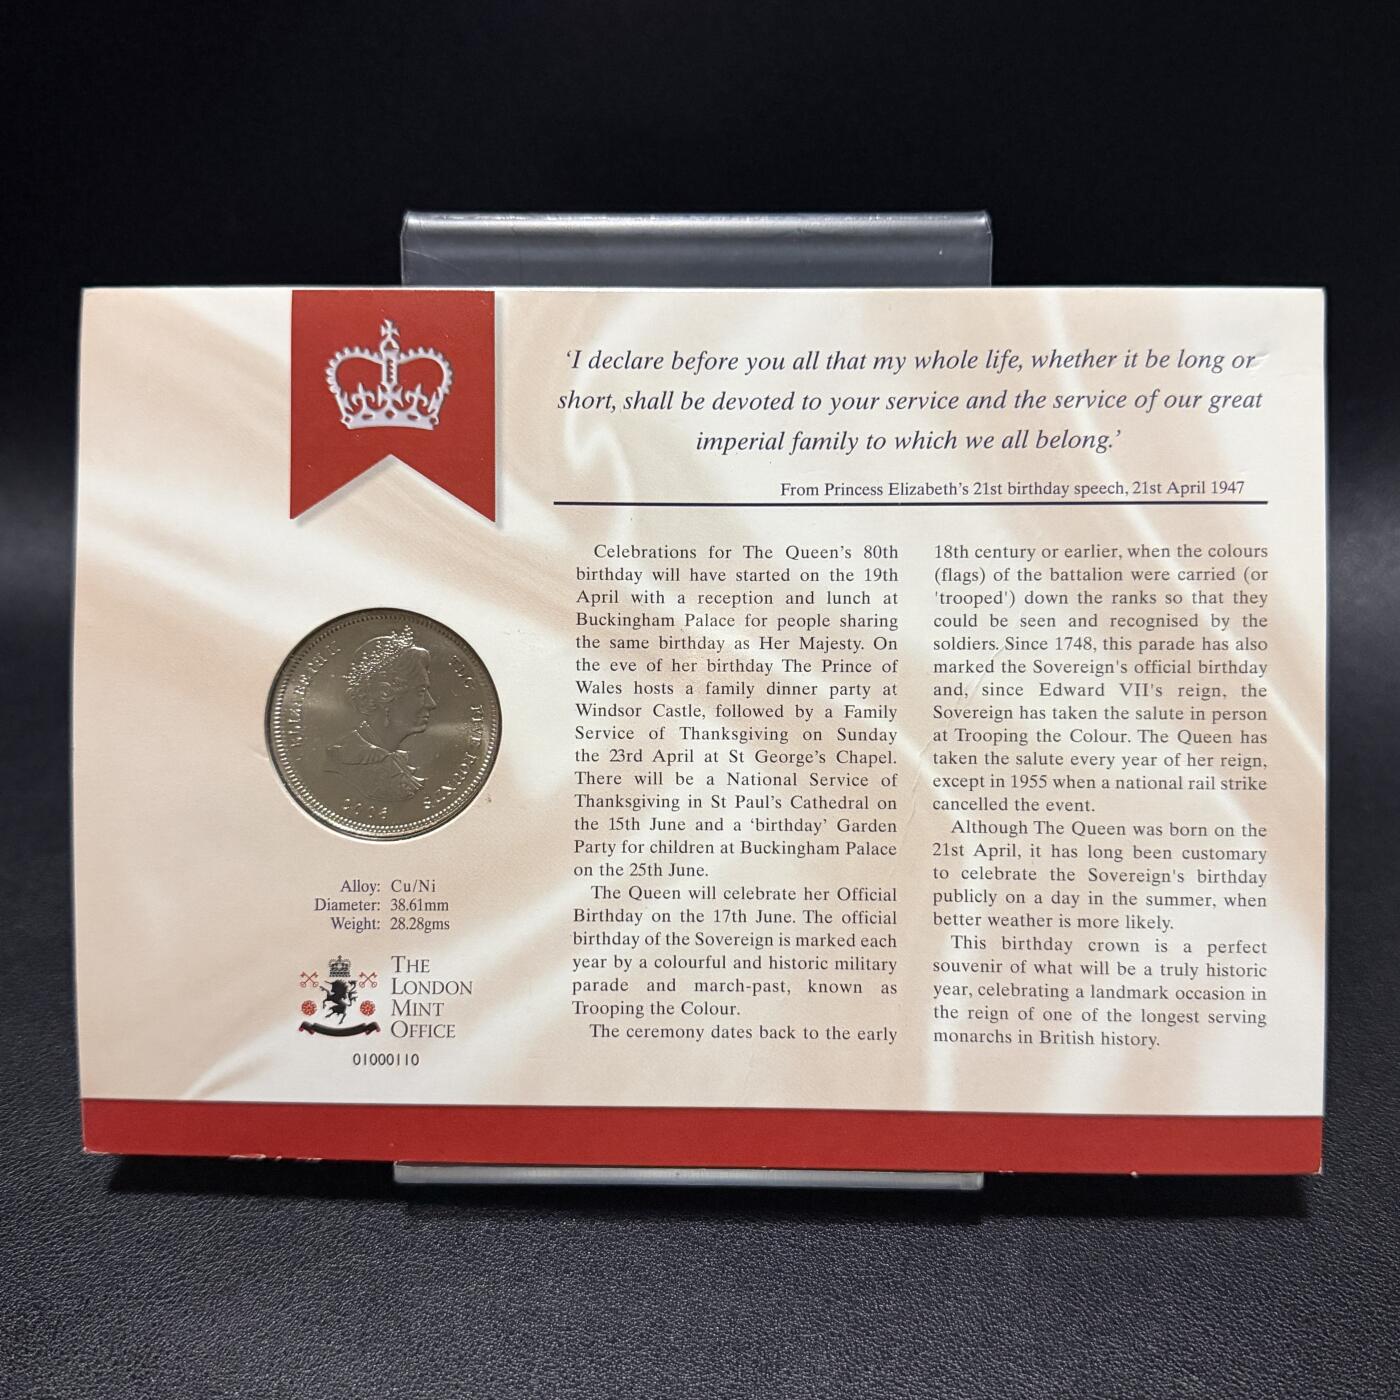 ‘I declare before you all that my whole life, whether it be long or
short, shall be devoted to your service and the service of our great
imperial family to which we all belong.’
From Princess Elizabeth’s 21st birthday speech, 21st April 1947
Celebrations for The Queen’s 80th
birthday will have started on the 19th
April with a reception and lunch at
Buckingham Palace for people sharing
the same birthday as Her Majesty. On
the eve of her birthday The Prince of
Wales hosts a family dinner party at
Windsor Castle, followed by a Family
Service of Thanksgiving on Sunday
the 23rd April at St George’s Chapel.
There will be a National Service of
Thanksgiving in St Paul’s Cathedral on
the 15th June and a ‘birthday’ Garden
Party for children at Buckingham Palace
on the 25th June.
The Queen will celebrate her Official
Birthday on the 17th June. The official
birthday of the Sovereign is marked each
year by a colourful and historic military
parade and march-past, known as
Trooping the Colour.
The ceremony dates back to the early
18th century or earlier, when the colours
(flags) of the battalion were carried (or
'trooped') down the ranks so that they
could be seen and recognised by the
soldiers. Since 1748, this parade has also
marked the Sovereign's official birthday
and, since Edward VII's reign, the
Sovereign has taken the salute in person
at Trooping the Colour. The Queen has
taken the salute every year of her reign,
except in 1955 when a national rail strike
cancelled the event.
Although The Queen was born on the
21st April, it has long been customary
to celebrate the Sovereign's birthday
publicly on a day in the summer, when
better weather is more likely.
This birthday crown is a perfect
souvenir of what will be a truly historic
year, celebrating a landmark occasion in
the reign of one of the longest serving
monarchs in British history.
ELIZABETH II
FIVE POUNDS
2006
Alloy: Cu/Ni
Diameter: 38.61mm
Weight: 28.28gms
THE
LONDON
MINT
OFFICE
01000110